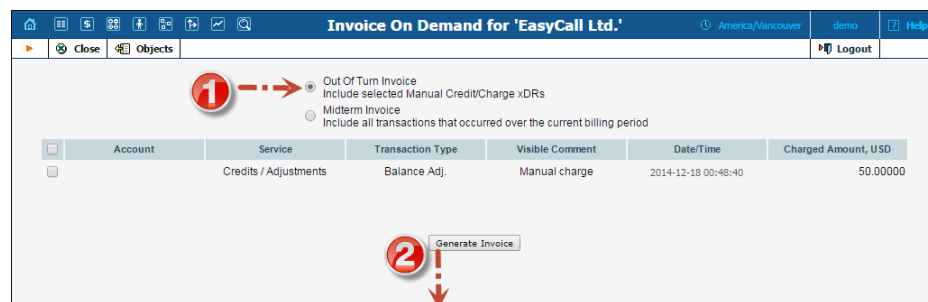 Invoice On Demand for 'EasyCall Ltd.' America/Vancouver demo ? Help
Close Objects Logout
1
Out Of Turn Invoice
Include selected Manual Credit/Charge xDRs
Midterm Invoice
Include all transactions that occurred over the current billing period
Account Service Transaction Type Visible Comment Date/Time Charged Amount, USD
Credits / Adjustments Balance Adj. Manual charge 2014-12-18 00:48:40 50.00000
Generate Invoice
2